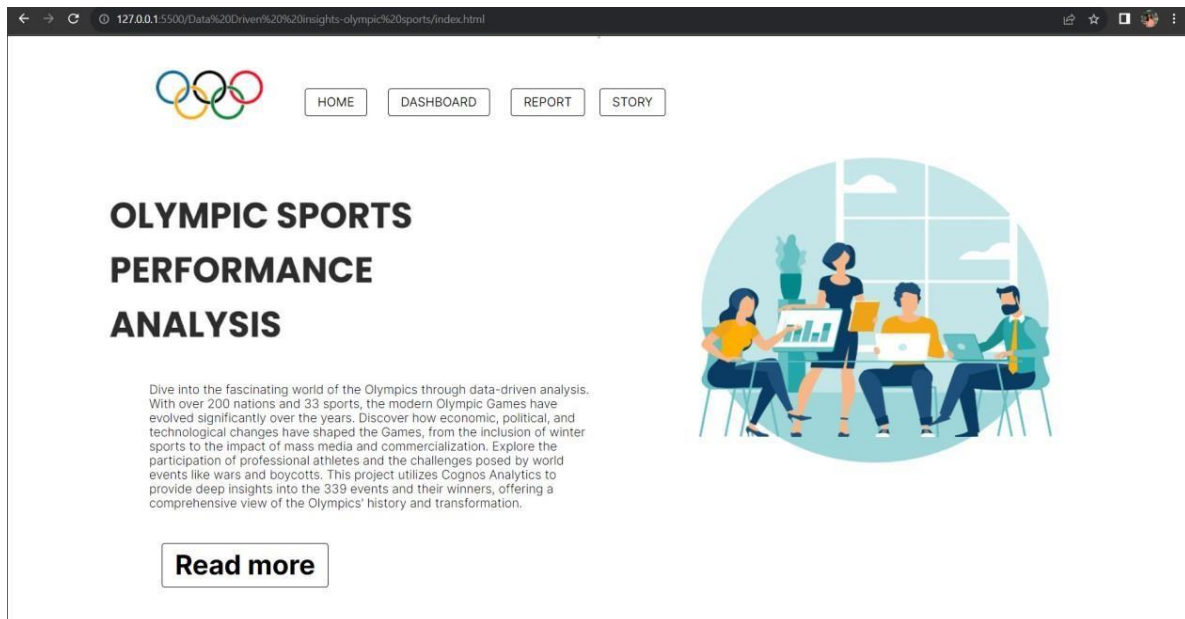 127.0.0.1:5500/Data%20Driven%20%20insights-olympic%20sports/index.html
HOME DASHBOARD REPORT STORY
OLYMPIC SPORTS
PERFORMANCE
ANALYSIS
Dive into the fascinating world of the Olympics through data-driven analysis.
With over 200 nations and 33 sports, the modern Olympic Games have
evolved significantly over the years. Discover how economic, political, and
technological changes have shaped the Games, from the inclusion of winter
sports to the impact of mass media and commercialization. Explore the
participation of professional athletes and the challenges posed by world
events like wars and boycotts. This project utilizes Cognos Analytics to
provide deep insights into the 339 events and their winners, offering a
comprehensive view of the Olympics' history and transformation.
Read more